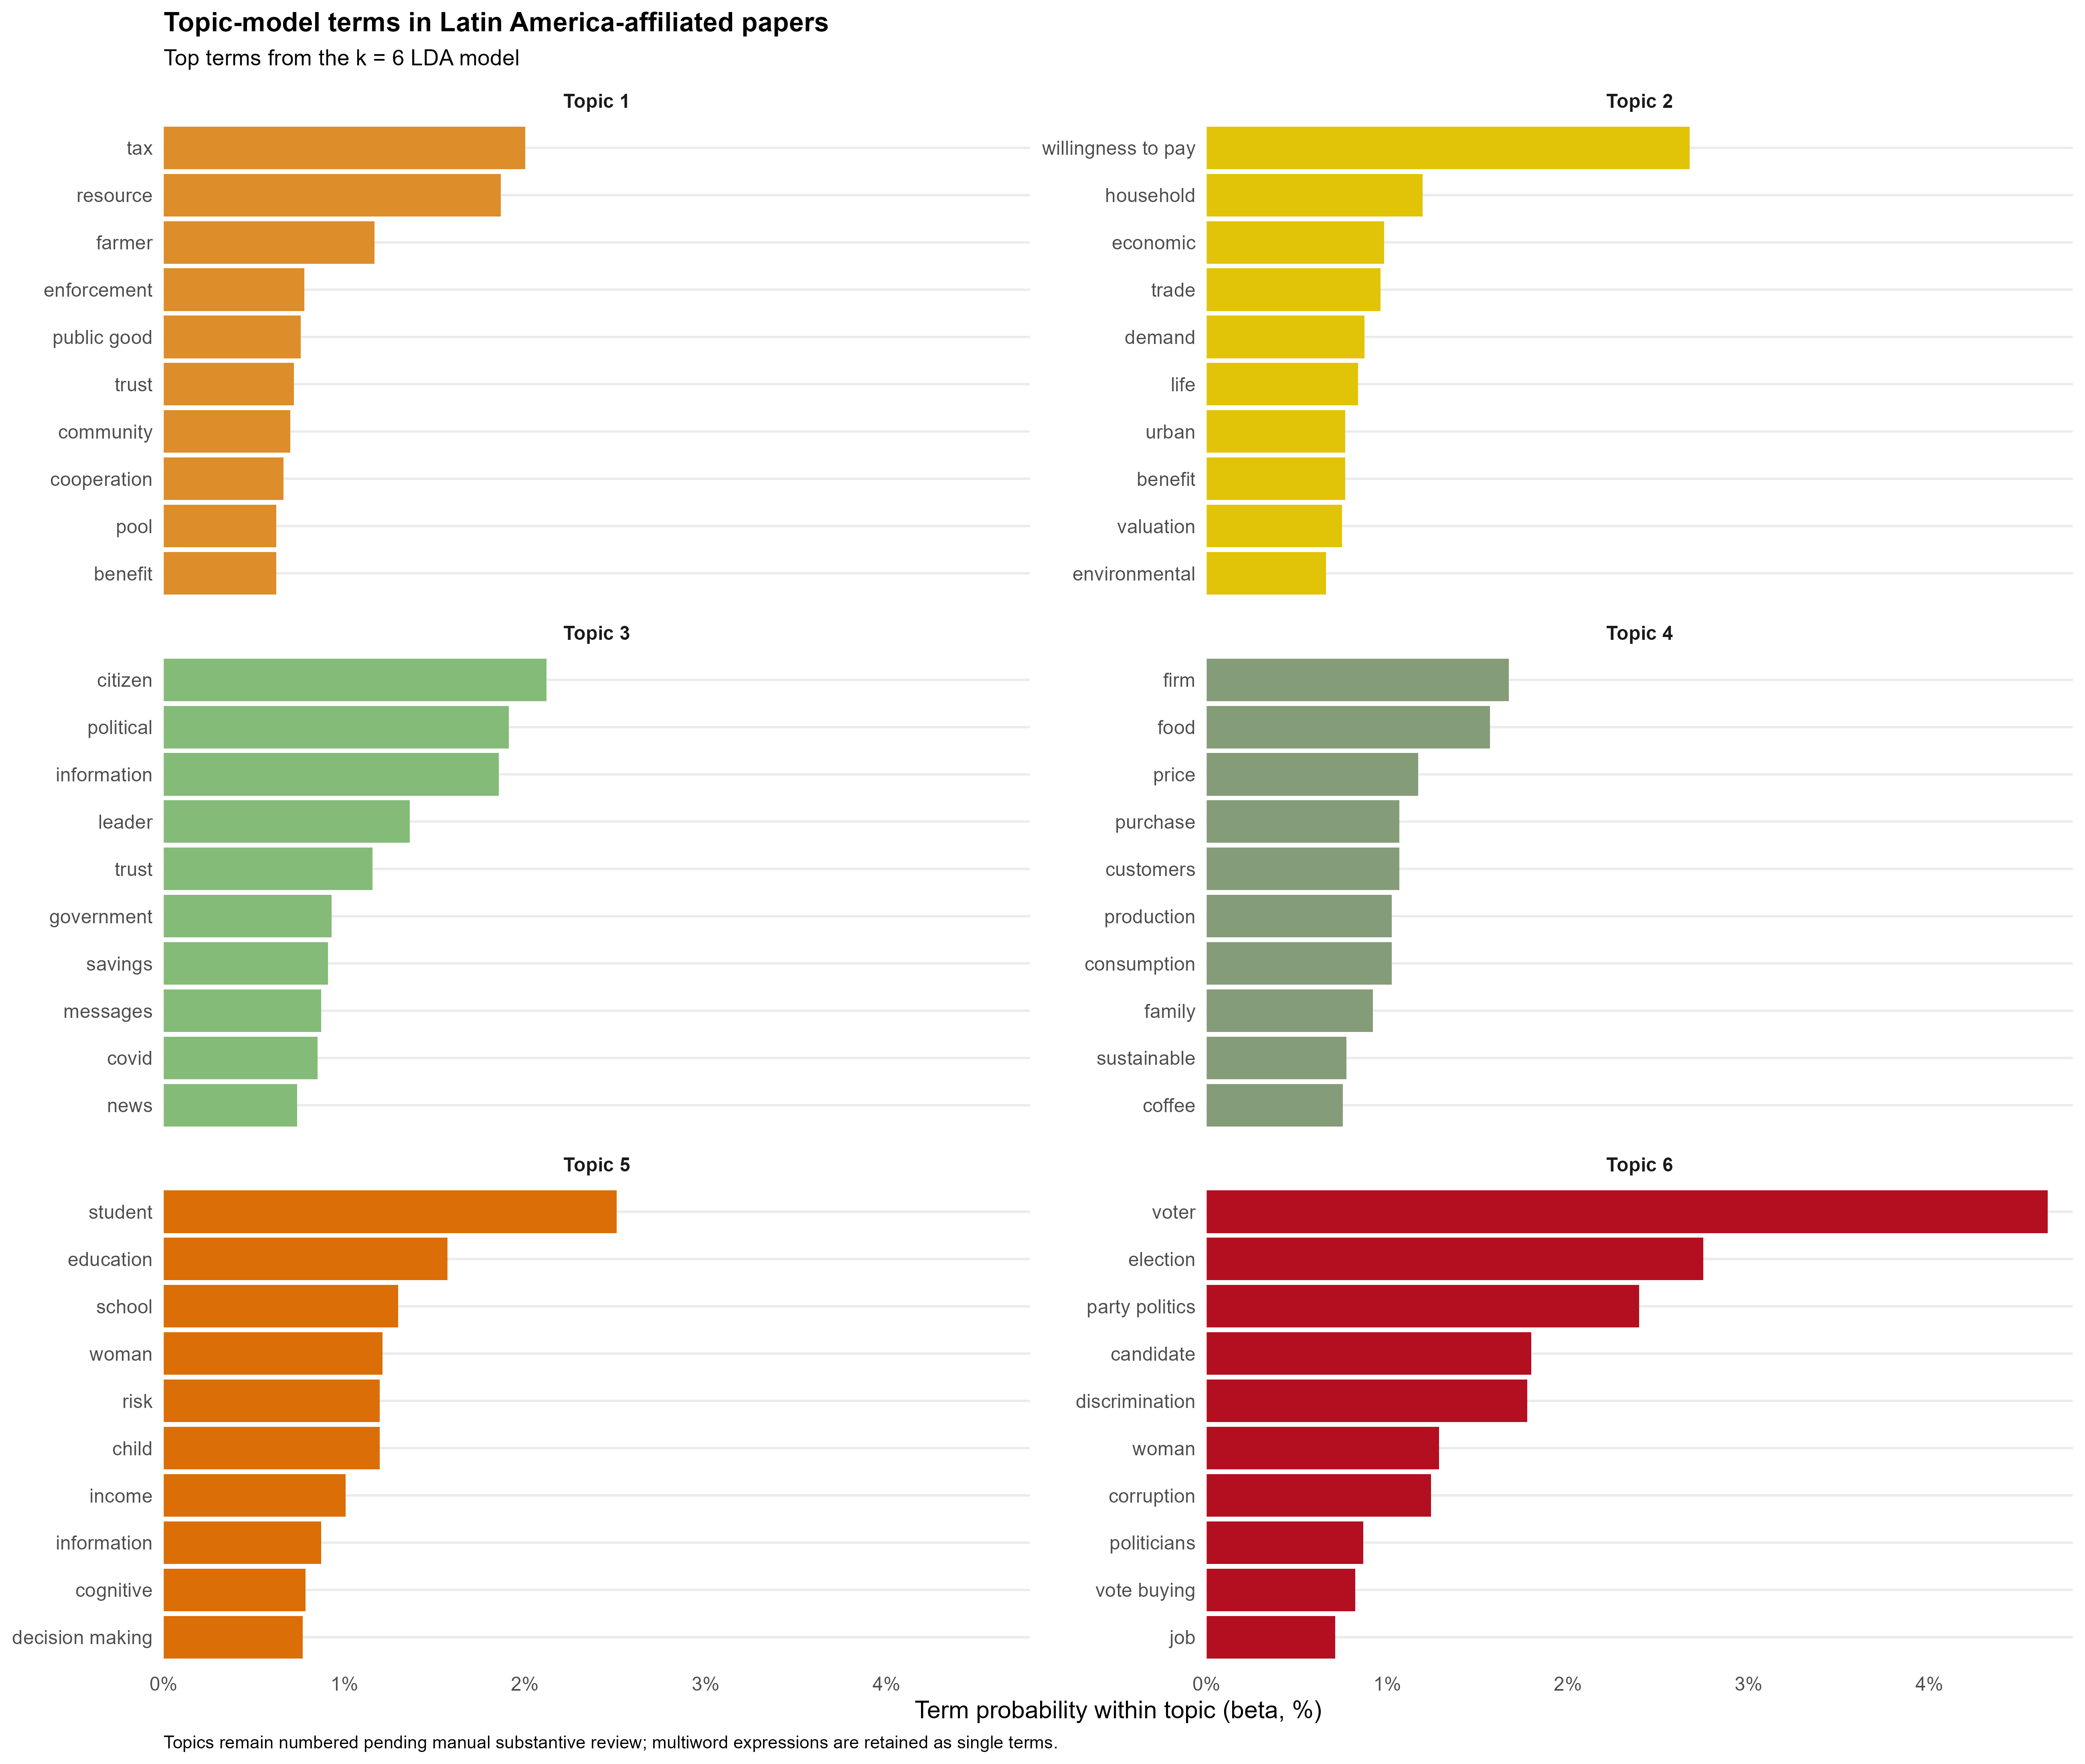 Topic-model terms in Latin America-affiliated papers
Top terms from the k = 6 LDA model
Topic 1
tax
resource
farmer
enforcement
public good
trust
community
cooperation
pool
benefit
Topic 2
willingness to pay
household
economic
trade
demand
life
urban
benefit
valuation
environmental
Topic 3
citizen
political
information
leader
trust
government
savings
messages
covid
news
Topic 4
firm
food
price
purchase
customers
production
consumption
family
sustainable
coffee
Topic 5
student
education
school
woman
risk
child
income
information
cognitive
decision making
0% 1% 2% 3% 4%
Topic 6
voter
election
party politics
candidate
discrimination
woman
corruption
politicians
vote buying
job
0% 1% 2% 3% 4%
Term probability within topic (beta, %)
Topics remain numbered pending manual substantive review; multiword expressions are retained as single terms.